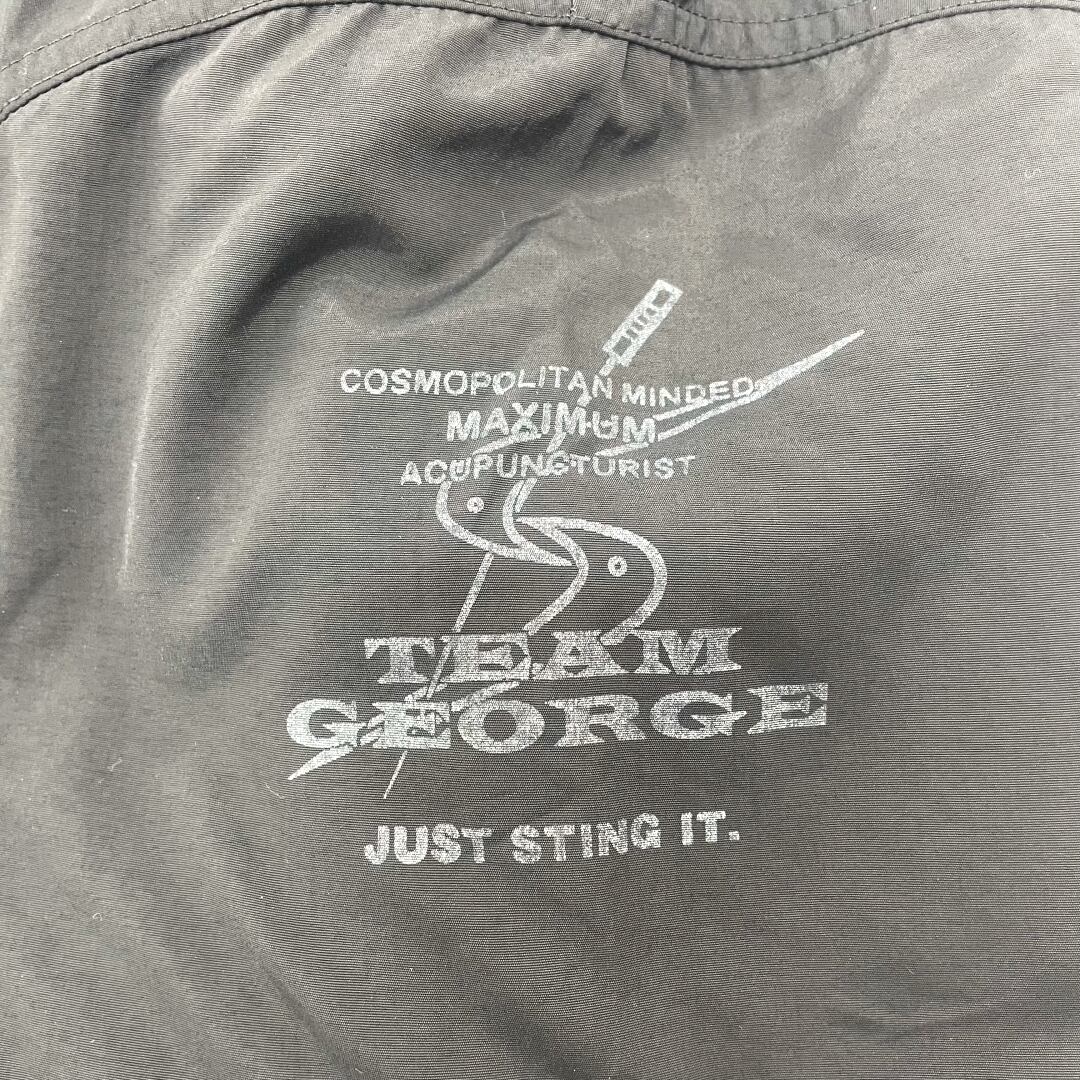 COSMOPOLITAN MINDED
MAXIMUM
ACUPUNCTURIST
TEAM
GEORGE
JUST STING IT.